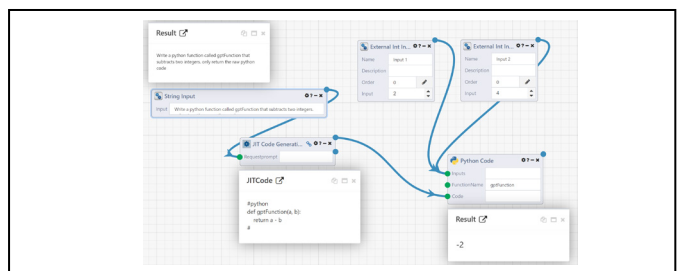 Result
Write a python function called gptFunction that
subtracts two integers, only return the raw python
code
String Input
Input Write a python function called gptFunction that subtracts two integers.
JIT Code Generati...
Requestprompt
JITCode
#python
def gptFunction(a, b):
return a - b
4
External Int In...
Name Input 1
Description
Order 0
Input 2
External Int In...
Name Input 2
Description
Order 0
Input 4
Python Code
Inputs
FunctionName gptFunction
Code
Result
-2